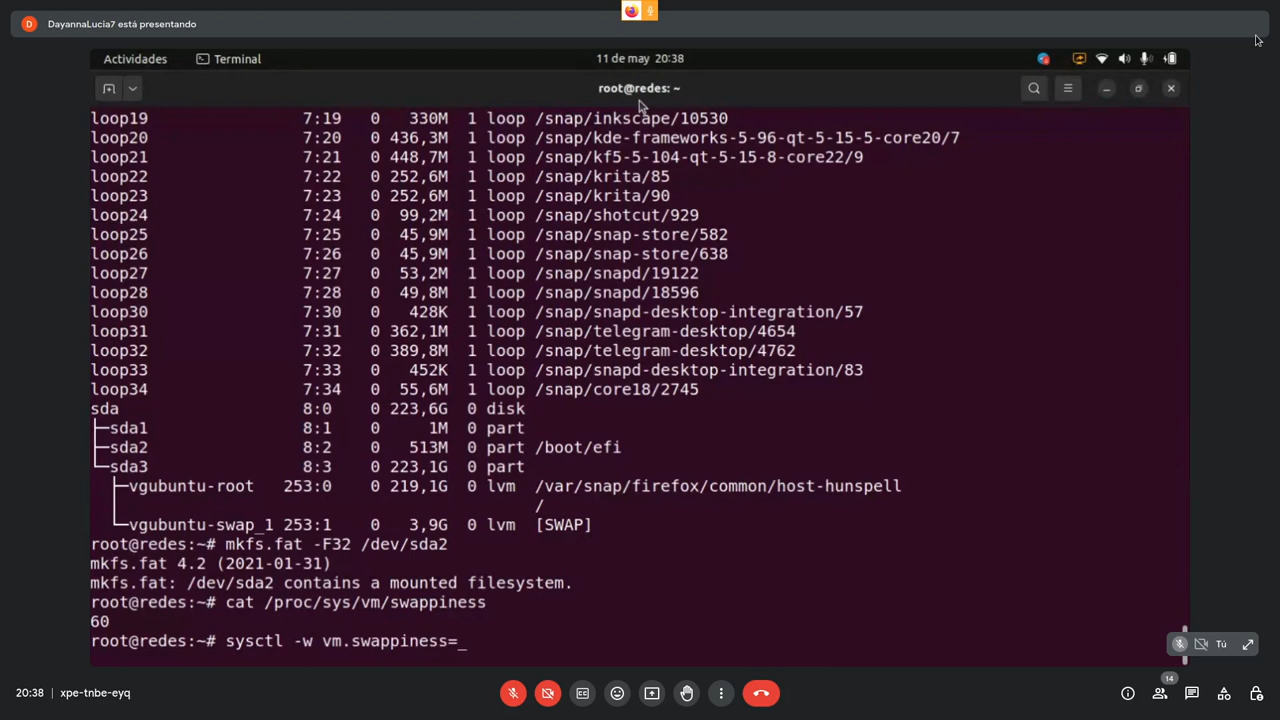 D DayannaLucia7 está presentando
Actividades Terminal 11 de may 20:38
root@redes: ~
loop19 7:19 0 330M 1 loop /snap/inkscape/10530
loop20 7:20 0 436,3M 1 loop /snap/kde-frameworks-5-96-qt-5-15-5-core20/7
loop21 7:21 0 448,7M 1 loop /snap/kf5-5-104-qt-5-15-8-core22/9
loop22 7:22 0 252,6M 1 loop /snap/krita/85
loop23 7:23 0 252,6M 1 loop /snap/krita/90
loop24 7:24 0 99,2M 1 loop /snap/shotcut/929
loop25 7:25 0 45,9M 1 loop /snap/snap-store/582
loop26 7:26 0 45,9M 1 loop /snap/snap-store/638
loop27 7:27 0 53,2M 1 loop /snap/snapd/19122
loop28 7:28 0 49,8M 1 loop /snap/snapd/18596
loop30 7:30 0 428K 1 loop /snap/snapd-desktop-integration/57
loop31 7:31 0 362,1M 1 loop /snap/telegram-desktop/4654
loop32 7:32 0 389,8M 1 loop /snap/telegram-desktop/4762
loop33 7:33 0 452K 1 loop /snap/snapd-desktop-integration/83
loop34 7:34 0 55,6M 1 loop /snap/core18/2745
sda 8:0 0 223,6G 0 disk
├─sda1 8:1 0 1M 0 part
├─sda2 8:2 0 513M 0 part /boot/efi
└─sda3 8:3 0 223,1G 0 part
├─vgubuntu-root 253:0 0 219,1G 0 lvm /var/snap/firefox/common/host-hunspell
│ /
└─vgubuntu-swap_1 253:1 0 3,9G 0 lvm [SWAP]
root@redes:~# mkfs.fat -F32 /dev/sda2
mkfs.fat 4.2 (2021-01-31)
mkfs.fat: /dev/sda2 contains a mounted filesystem.
root@redes:~# cat /proc/sys/vm/swappiness
60
root@redes:~# sysctl -w vm.swappiness=_
Tú
20:38 | xpe-tnbe-eyq
14